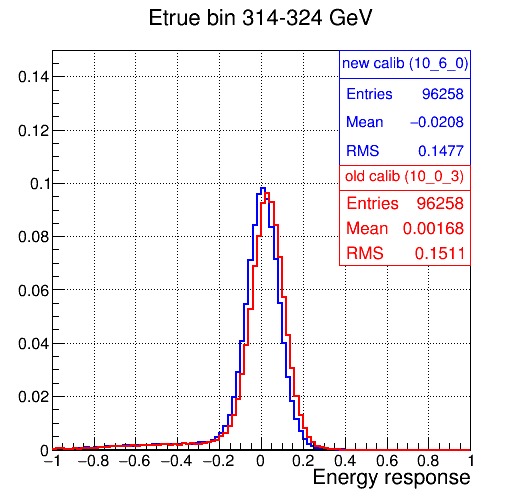 Etrue bin 314-324 GeV
new calib (10_6_0)
Entries 96258
Mean −0.0208
RMS 0.1477
old calib (10_0_3)
Entries 96258
Mean 0.00168
RMS 0.1511
0.14
0.12
0.1
0.08
0.06
0.04
0.02
0
−1 −0.8 −0.6 −0.4 −0.2 0 0.2 0.4 0.6 0.8 1
Energy response